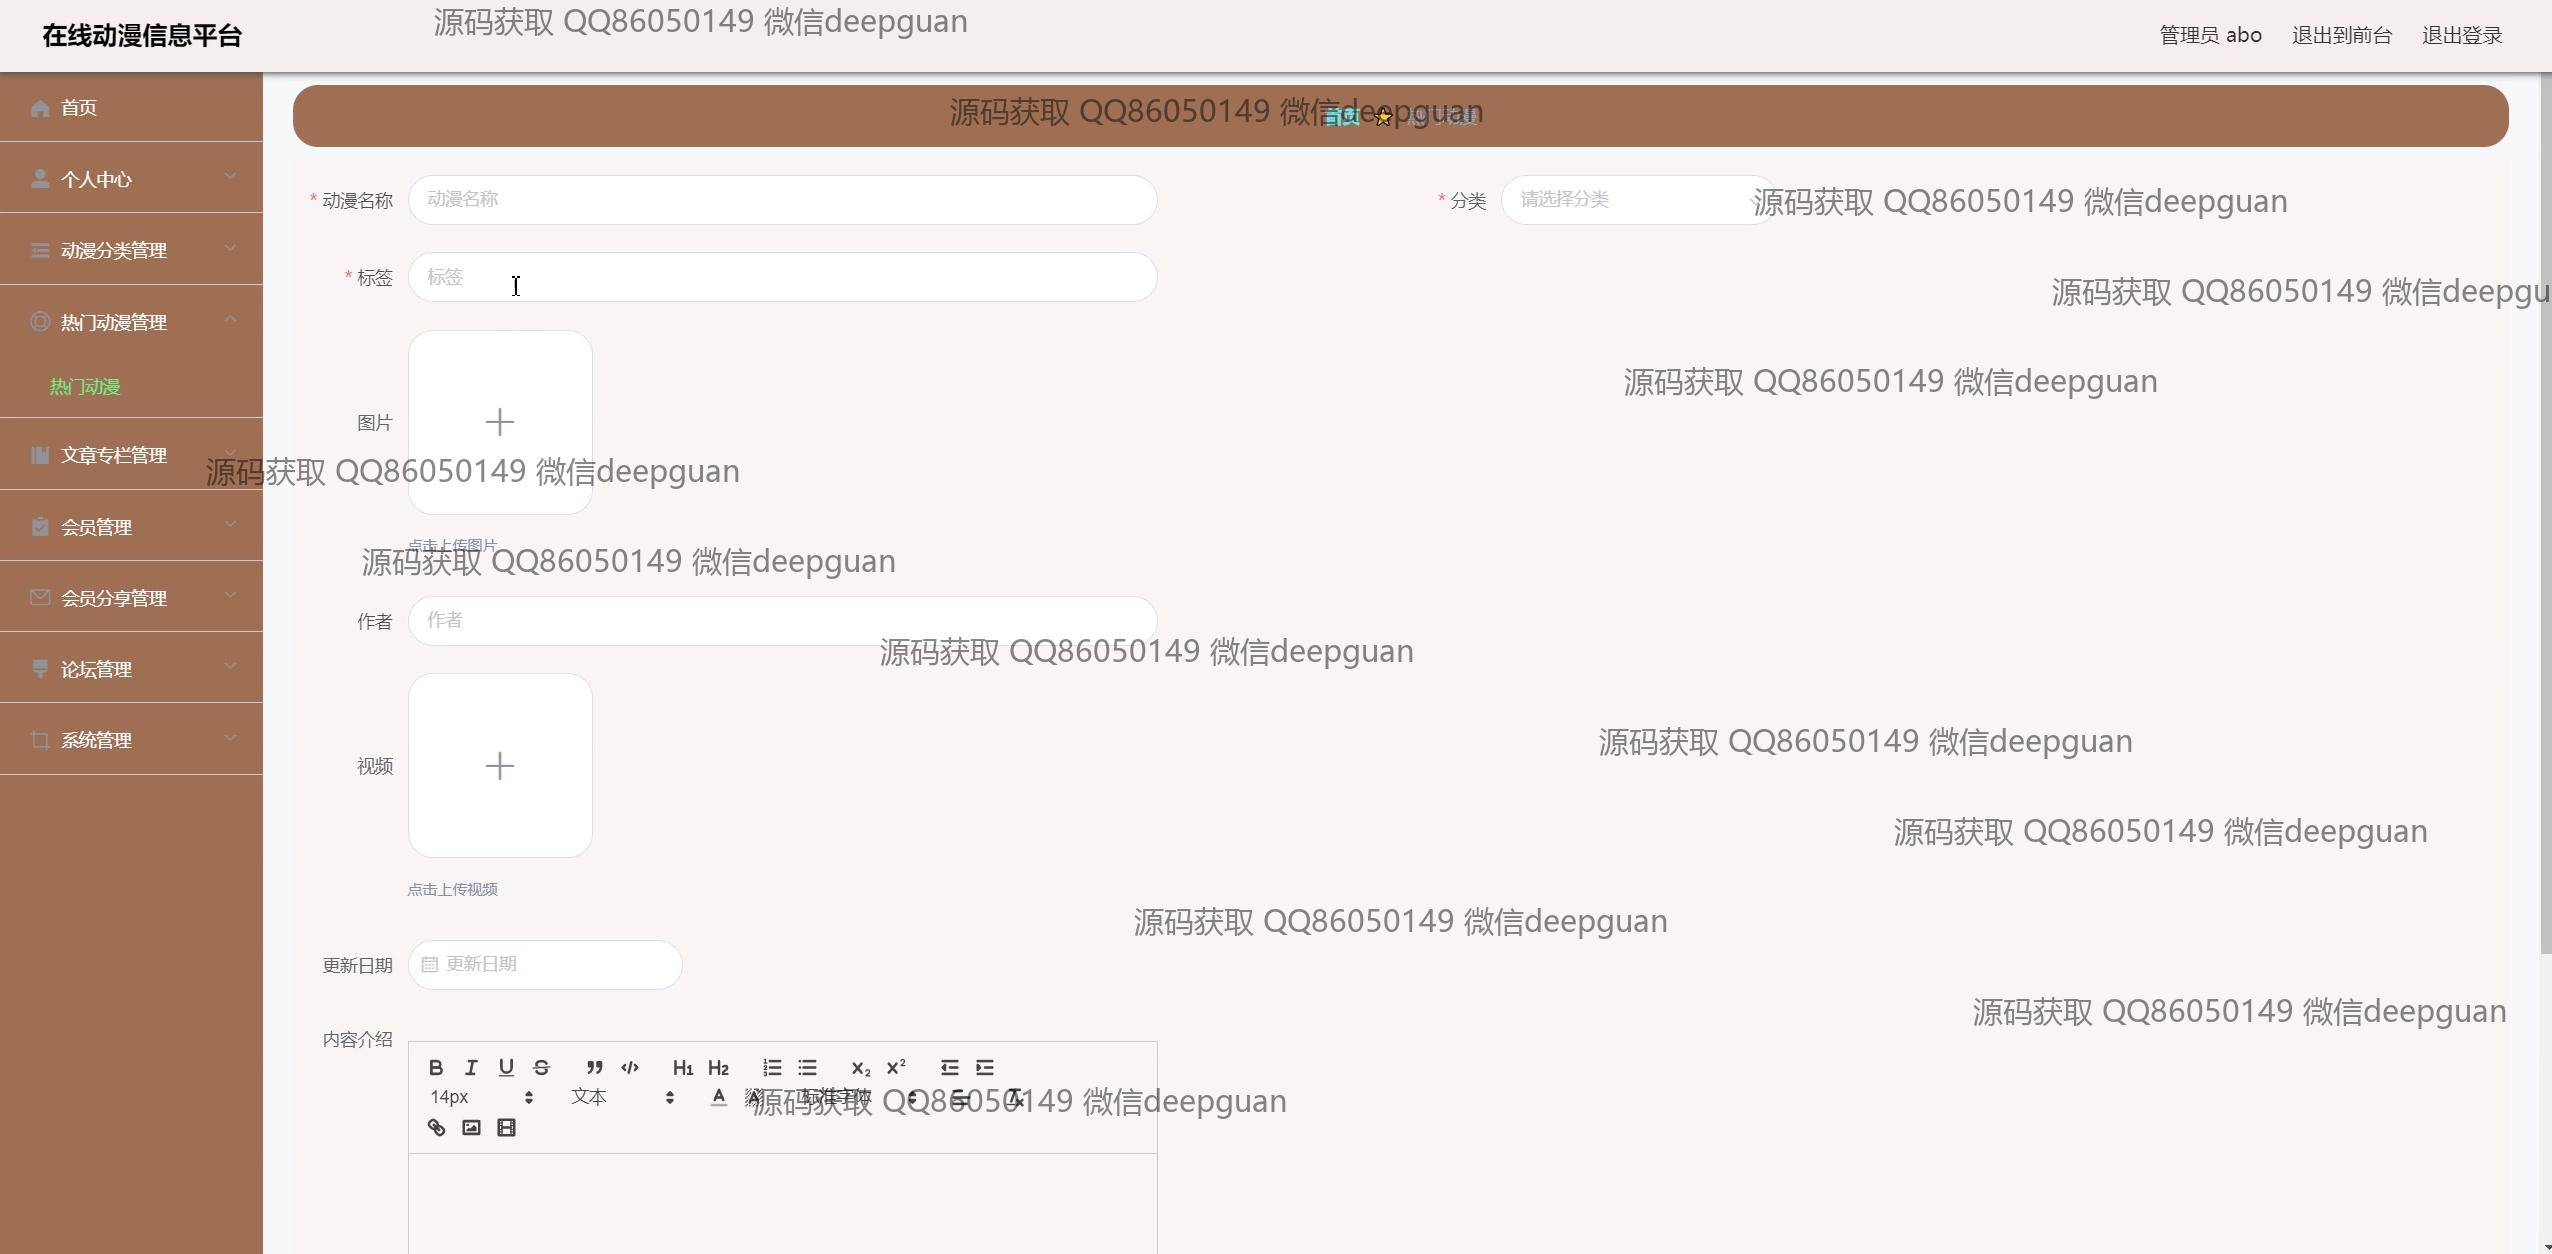 在线动漫信息平台
源码获取 QQ86050149 微信deepguan
管理员 abo 退出到前台 退出登录
首页
源码获取 QQ86050149 微信deepguan
首页 热门动漫
个人中心
* 动漫名称 动漫名称
* 分类 请选择分类
源码获取 QQ86050149 微信deepguan
动漫分类管理
* 标签 标签
源码获取 QQ86050149 微信deepgu
热门动漫管理
热门动漫
源码获取 QQ86050149 微信deepguan
图片
文章专栏管理
源码获取 QQ86050149 微信deepguan
会员管理
点击上传图片
源码获取 QQ86050149 微信deepguan
会员分享管理
作者 作者
源码获取 QQ86050149 微信deepguan
论坛管理
系统管理
源码获取 QQ86050149 微信deepguan
视频
源码获取 QQ86050149 微信deepguan
点击上传视频
源码获取 QQ86050149 微信deepguan
更新日期 更新日期
源码获取 QQ86050149 微信deepguan
内容介绍
B I U S H1 H2 X2 X2
14px 文本 A A 标准字体
源码获取 QQ86050149 微信deepguan